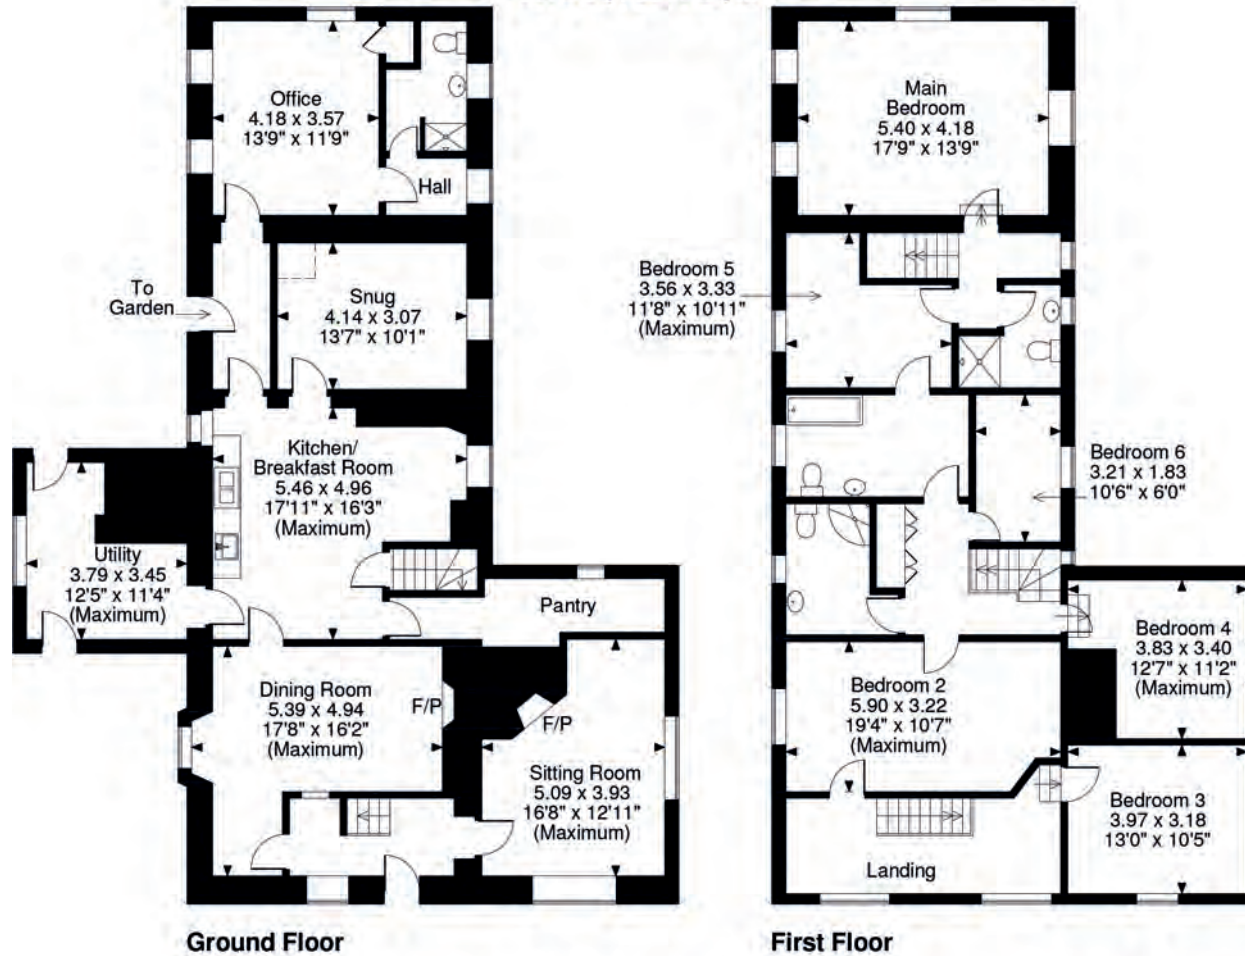 Office
4.18 x 3.57
13'9" x 11'9"
Hall
To
Garden
Snug
4.14 x 3.07
13'7" x 10'1"
Kitchen/
Breakfast Room
5.46 x 4.96
17'11" x 16'3"
(Maximum)
Utility
3.79 x 3.45
12'5" x 11'4"
(Maximum)
Pantry
Dining Room
5.39 x 4.94
17'8" x 16'2"
(Maximum)
F/P
F/P
Sitting Room
5.09 x 3.93
16'8" x 12'11"
(Maximum)
Ground Floor
Main
Bedroom
5.40 x 4.18
17'9" x 13'9"
Bedroom 5
3.56 x 3.33
11'8" x 10'11"
(Maximum)
Bedroom 6
3.21 x 1.83
10'6" x 6'0"
Bedroom 4
3.83 x 3.40
12'7" x 11'2"
(Maximum)
Bedroom 2
5.90 x 3.22
19'4" x 10'7"
(Maximum)
Bedroom 3
3.97 x 3.18
13'0" x 10'5"
Landing
First Floor